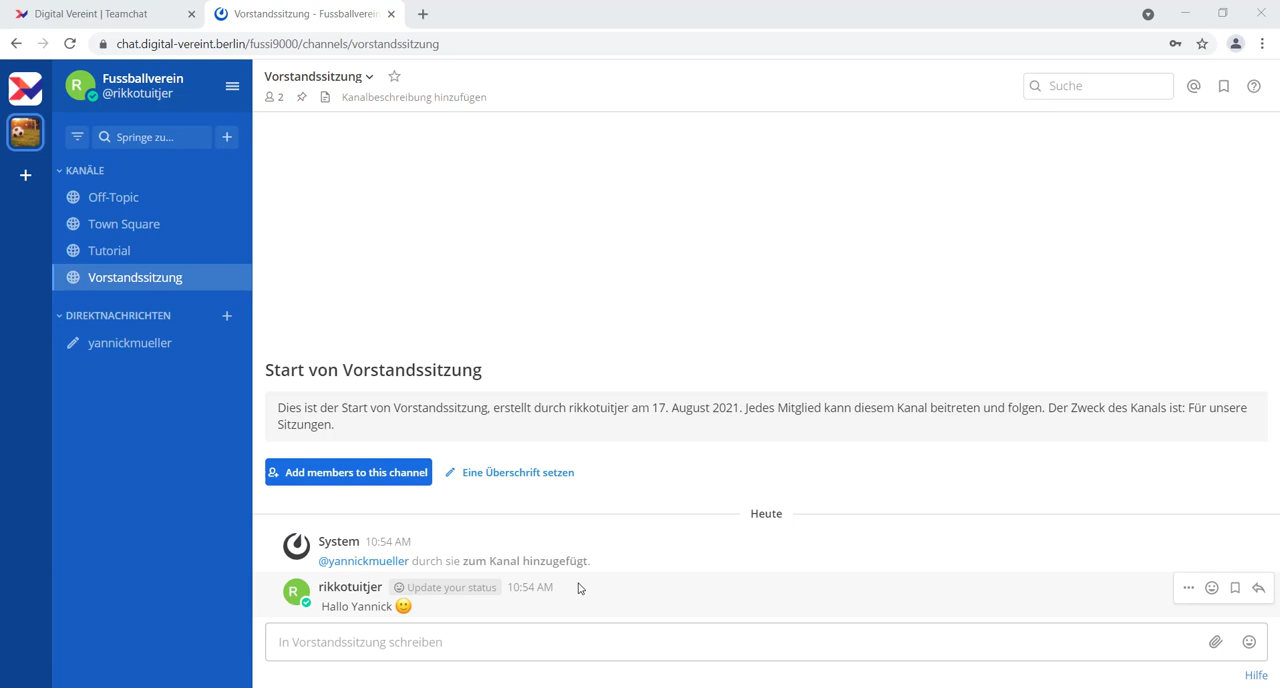 Digital Vereint | Teamchat
Vorstandssitzung - Fussballverein
chat.digital-vereint.berlin/fussi9000/channels/vorstandssitzung
R
Fussballverein
@rikkotuitjer
Springe zu...
KANÄLE
Off-Topic
Town Square
Tutorial
Vorstandssitzung
DIREKTNACHRICHTEN
yannickmueller
Vorstandssitzung
2
Kanalbeschreibung hinzufügen
Suche
Start von Vorstandssitzung
Dies ist der Start von Vorstandssitzung, erstellt durch rikkotuitjer am 17. August 2021. Jedes Mitglied kann diesem Kanal beitreten und folgen. Der Zweck des Kanals ist: Für unsere
Sitzungen.
Add members to this channel
Eine Überschrift setzen
Heute
System 10:54 AM
@yannickmueller durch sie zum Kanal hinzugefügt.
R
rikkotuitjer Update your status 10:54 AM
Hallo Yannick 🙂
In Vorstandssitzung schreiben
Hilfe